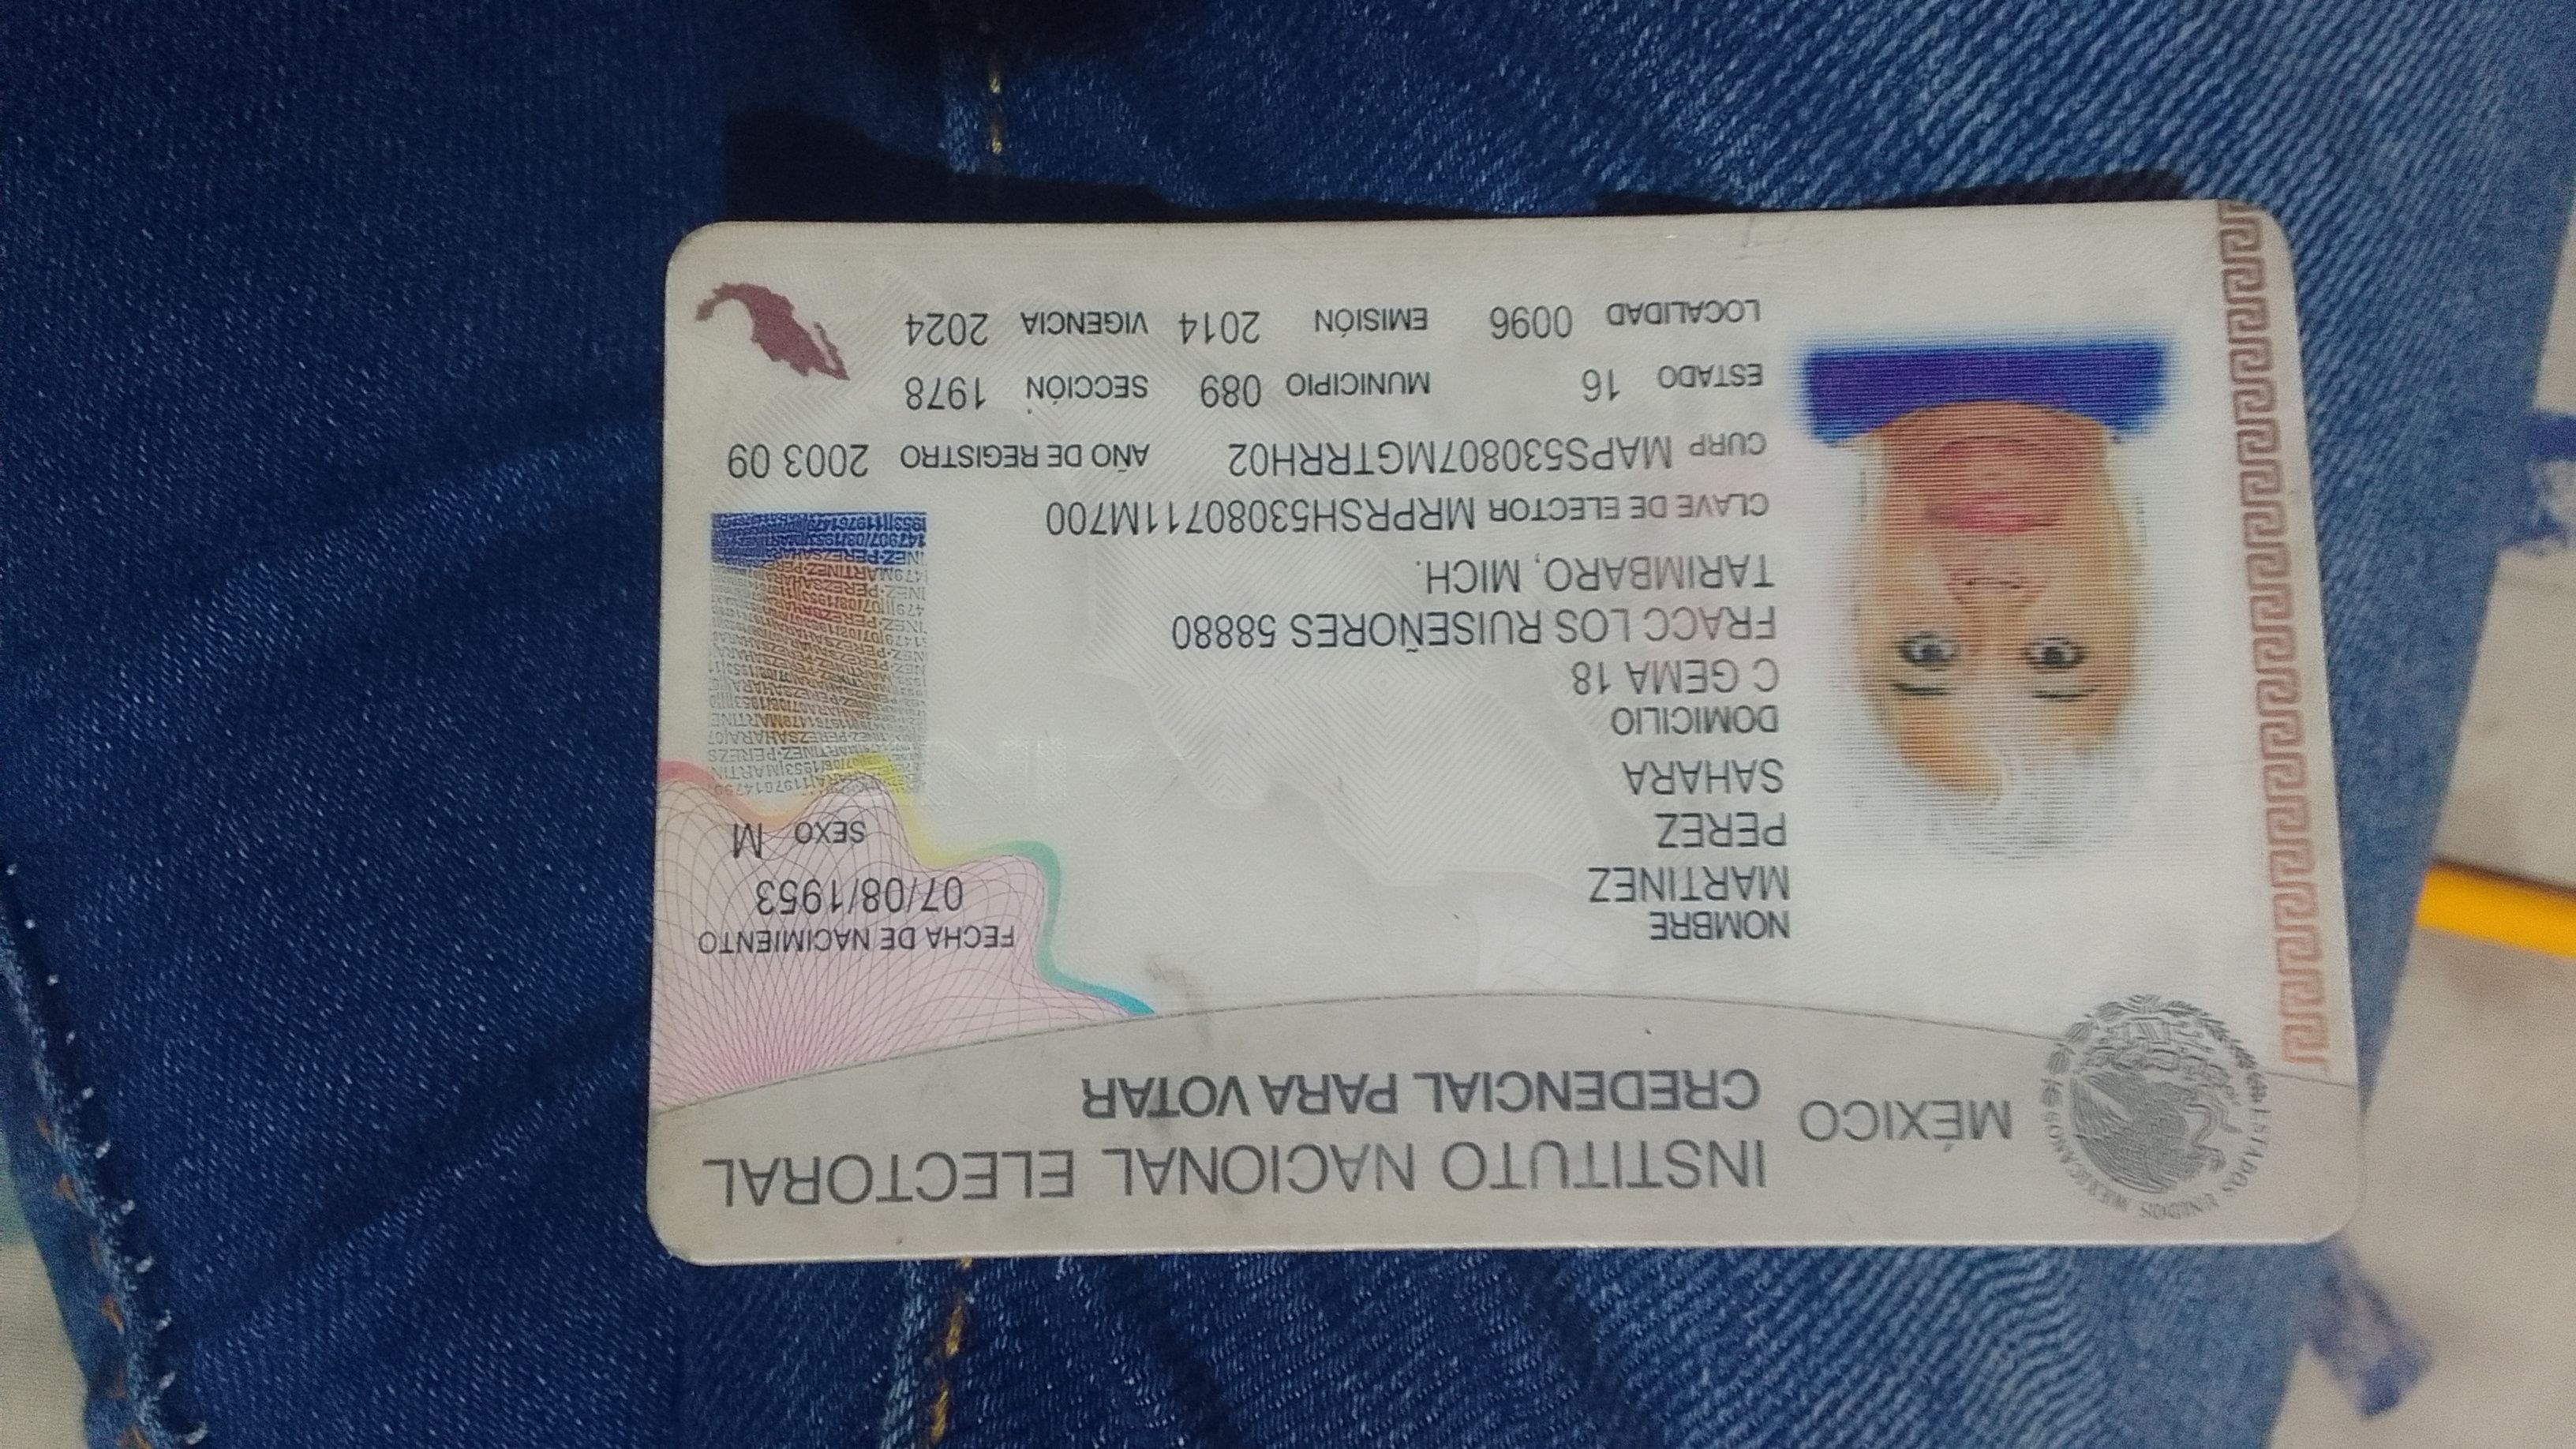 INSTITUTO NACIONAL ELECTORAL
MÉXICO
CREDENCIAL PARA VOTAR
ESTADOS UNIDOS MEXICANOS
NOMBRE
MARTINEZ
PEREZ
SAHARA
FECHA DE NACIMIENTO
07/08/1953
SEXO M
DOMICILIO
C GEMA 18
FRACC LOS RUISEÑORES 58880
TARIMBARO, MICH.
CLAVE DE ELECTOR MRPRSH53080711M700
CURP MAPS530807MGTRRH02 AÑO DE REGISTRO 2003 09
ESTADO 16 MUNICIPIO 089 SECCIÓN 1978
LOCALIDAD 0096 EMISIÓN 2014 VIGENCIA 2024